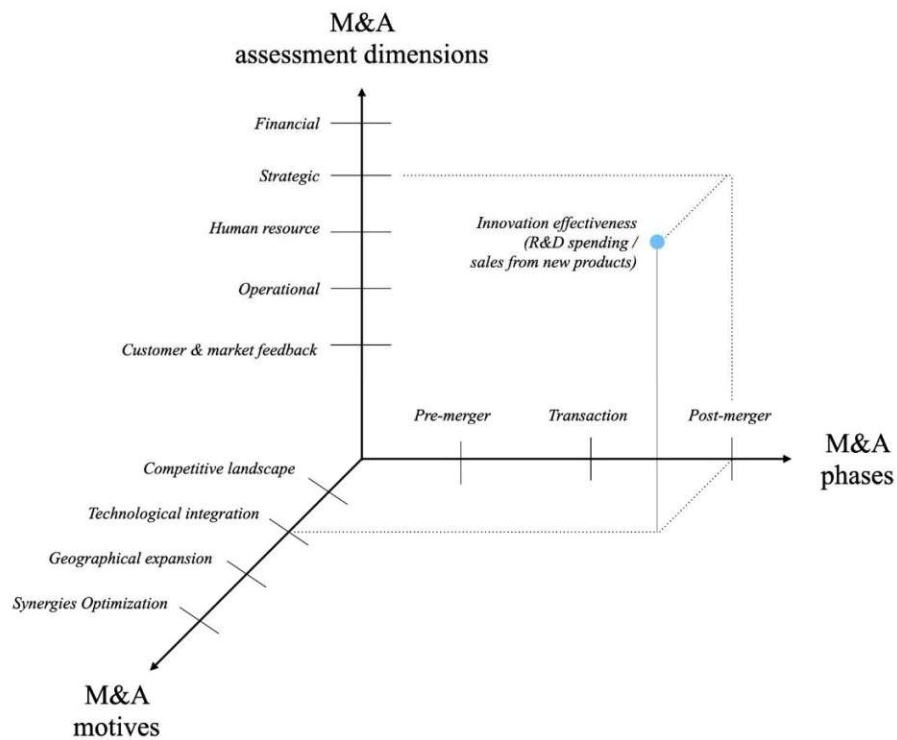 M&A
assessment dimensions
Financial
Strategic
Human resource
Innovation effectiveness
(R&D spending /
sales from new products)
Operational
Customer & market feedback
Pre-merger
Transaction
Post-merger
M&A
phases
Competitive landscape
Technological integration
Geographical expansion
Synergies Optimization
M&A
motives